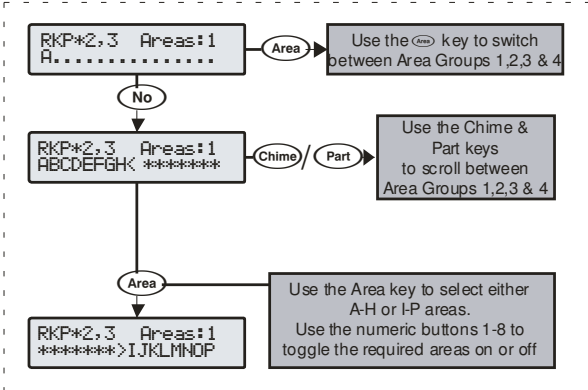 RKP*2,3 Areas:1
A...............
Area
Use the Area key to switch
between Area Groups 1,2,3 & 4
No
RKP*2,3 Areas:1
ABCDEFGH< *******
Chime / Part
Use the Chime &
Part keys
to scroll between
Area Groups 1,2,3 & 4
Area
Use the Area key to select either
A-H or I-P areas.
Use the numeric buttons 1-8 to
toggle the required areas on or off
RKP*2,3 Areas:1
*******>IJKLMNOP